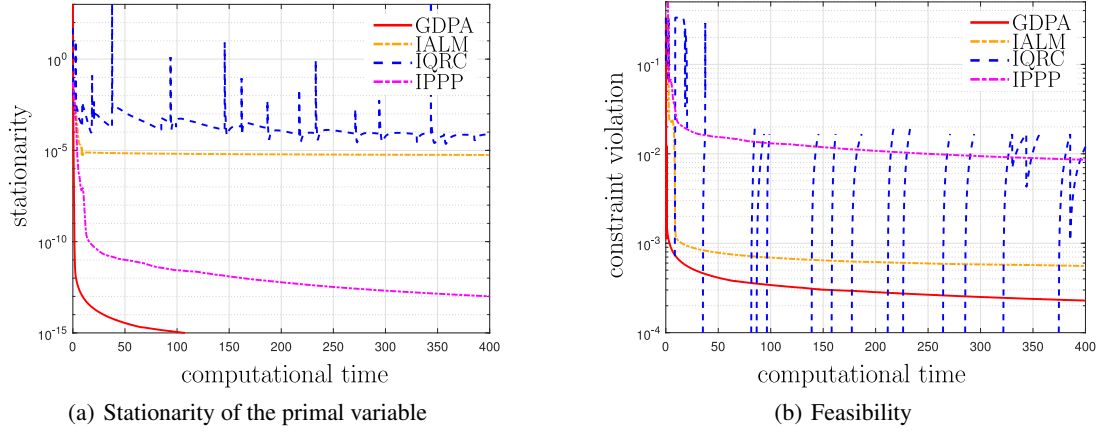 GDPA
IALM
IQRC
IPPP
10^0
10^-5
10^-10
10^-15
stationarity
0 50 100 150 200 250 300 350 400
computational time
(a) Stationarity of the primal variable
GDPA
IALM
IQRC
IPPP
10^-1
10^-2
10^-3
10^-4
constraint violation
0 50 100 150 200 250 300 350 400
computational time
(b) Feasibility